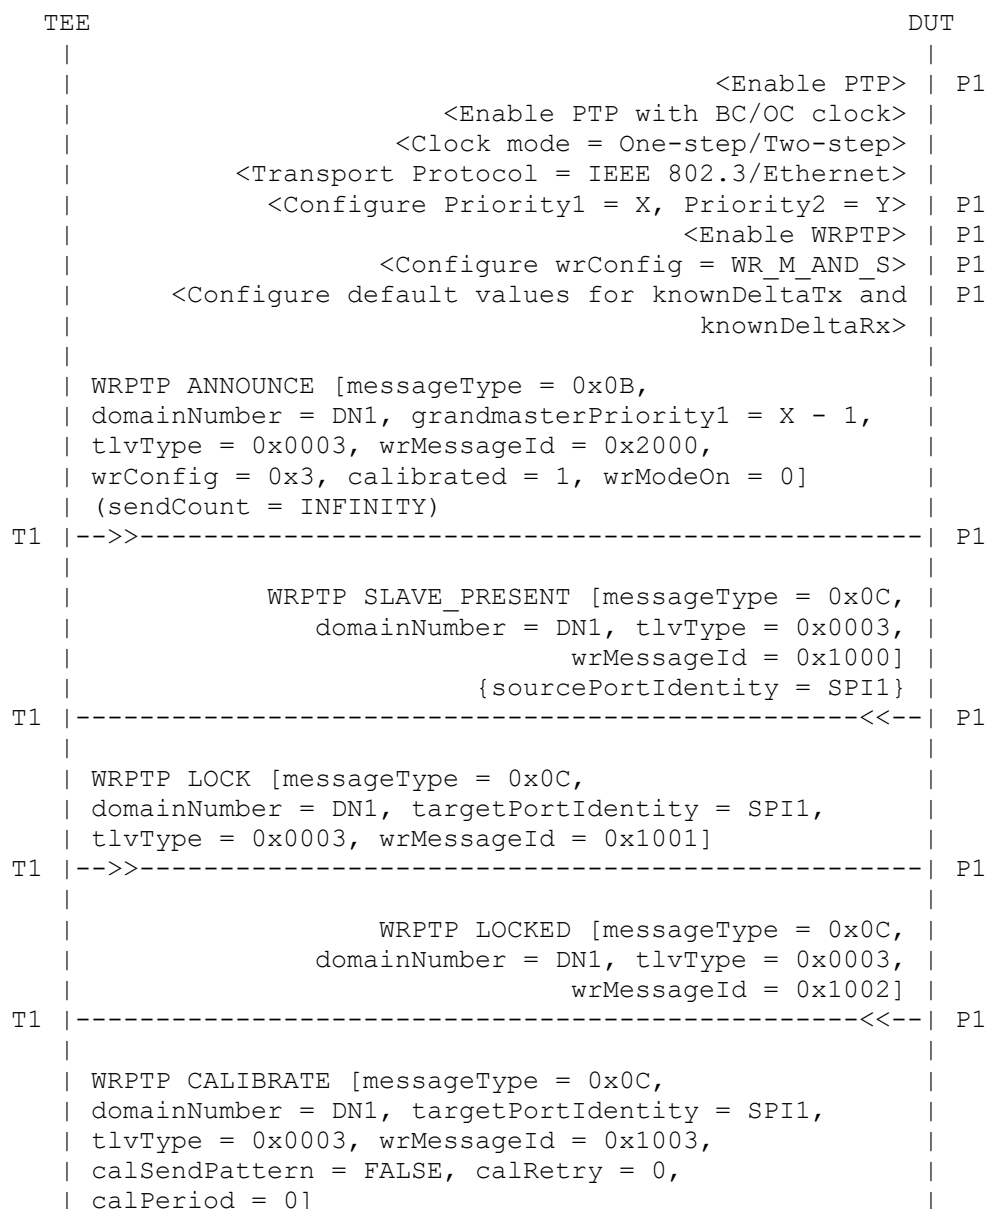 TEE                                                    DUT
 |                                                      |
 |                                         <Enable PTP> | P1
 |                        <Enable PTP with BC/OC clock> |
 |                     <Clock mode = One-step/Two-step> |
 |           <Transport Protocol = IEEE 802.3/Ethernet> |
 |             <Configure Priority1 = X, Priority2 = Y> | P1
 |                                       <Enable WRPTP> | P1
 |                    <Configure wrConfig = WR_M_AND_S> | P1
 |       <Configure default values for knownDeltaTx and | P1
 |                                        knownDeltaRx> |
 |                                                      |
 | WRPTP ANNOUNCE [messageType = 0x0B,                  |
 | domainNumber = DN1, grandmasterPriority1 = X - 1,    |
 | tlvType = 0x0003, wrMessageId = 0x2000,              |
 | wrConfig = 0x3, calibrated = 1, wrModeOn = 0]        |
 | (sendCount = INFINITY)                               |
T1 |-->>-------------------------------------------------| P1
 |                                                      |
 |             WRPTP SLAVE_PRESENT [messageType = 0x0C, |
 |                domainNumber = DN1, tlvType = 0x0003, |
 |                                wrMessageId = 0x1000] |
 |                          {sourcePortIdentity = SPI1} |
T1 |-------------------------------------------------<<--| P1
 |                                                      |
 | WRPTP LOCK [messageType = 0x0C,                      |
 | domainNumber = DN1, targetPortIdentity = SPI1,       |
 | tlvType = 0x0003, wrMessageId = 0x1001]              |
T1 |-->>-------------------------------------------------| P1
 |                                                      |
 |                    WRPTP LOCKED [messageType = 0x0C, |
 |                domainNumber = DN1, tlvType = 0x0003, |
 |                                wrMessageId = 0x1002] |
T1 |-------------------------------------------------<<--| P1
 |                                                      |
 | WRPTP CALIBRATE [messageType = 0x0C,                 |
 | domainNumber = DN1, targetPortIdentity = SPI1,       |
 | tlvType = 0x0003, wrMessageId = 0x1003,              |
 | calSendPattern = FALSE, calRetry = 0,                |
 | calPeriod = 0]                                       |